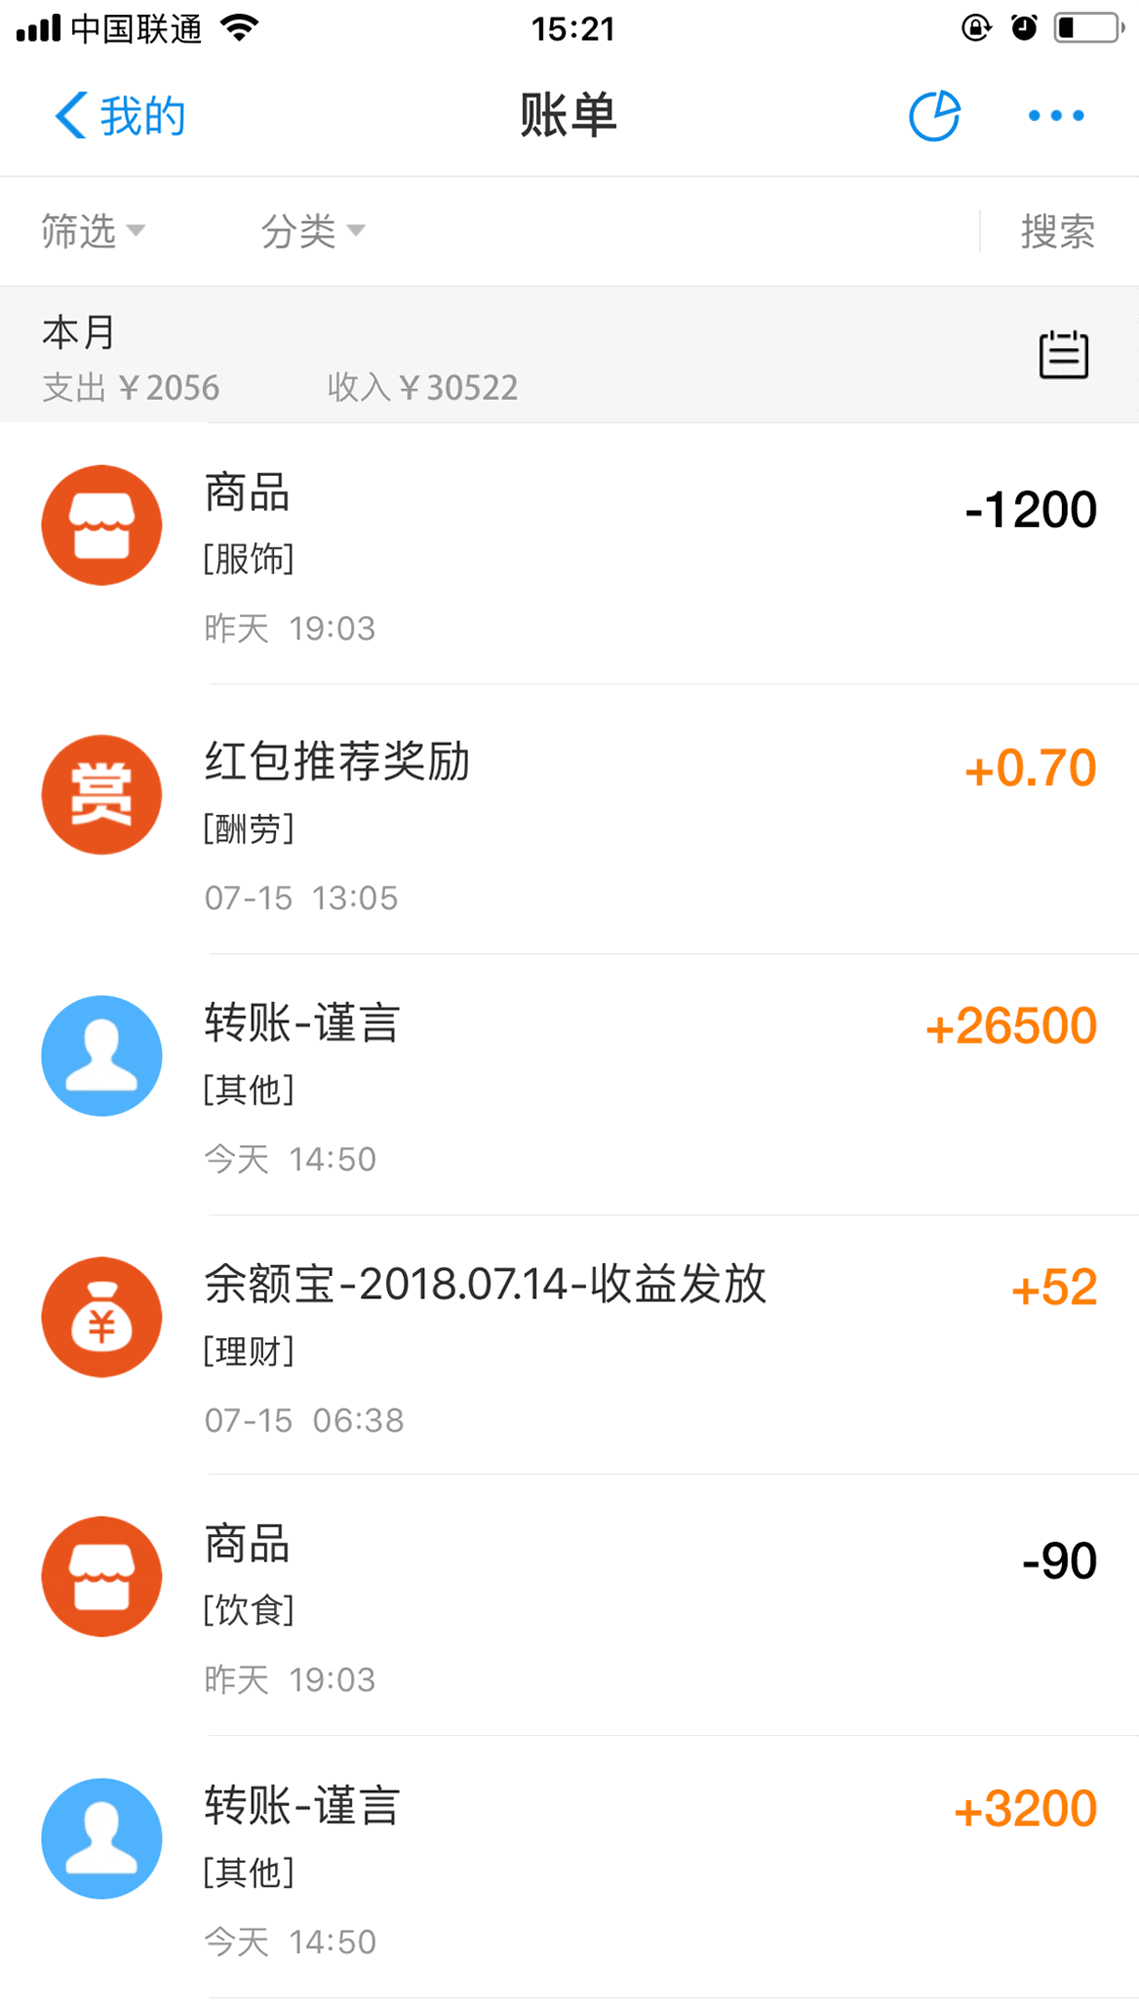 中国联通
15:21
我的
账单
筛选
分类
搜索
本月
支出 ¥ 2056
收入 ¥ 30522
商品
-1200
[服饰]
昨天 19:03
赏
红包推荐奖励
+0.70
[酬劳]
07-15 13:05
转账-谨言
+26500
[其他]
今天 14:50
¥
余额宝-2018.07.14-收益发放
+52
[理财]
07-15 06:38
商品
-90
[饮食]
昨天 19:03
转账-谨言
+3200
[其他]
今天 14:50